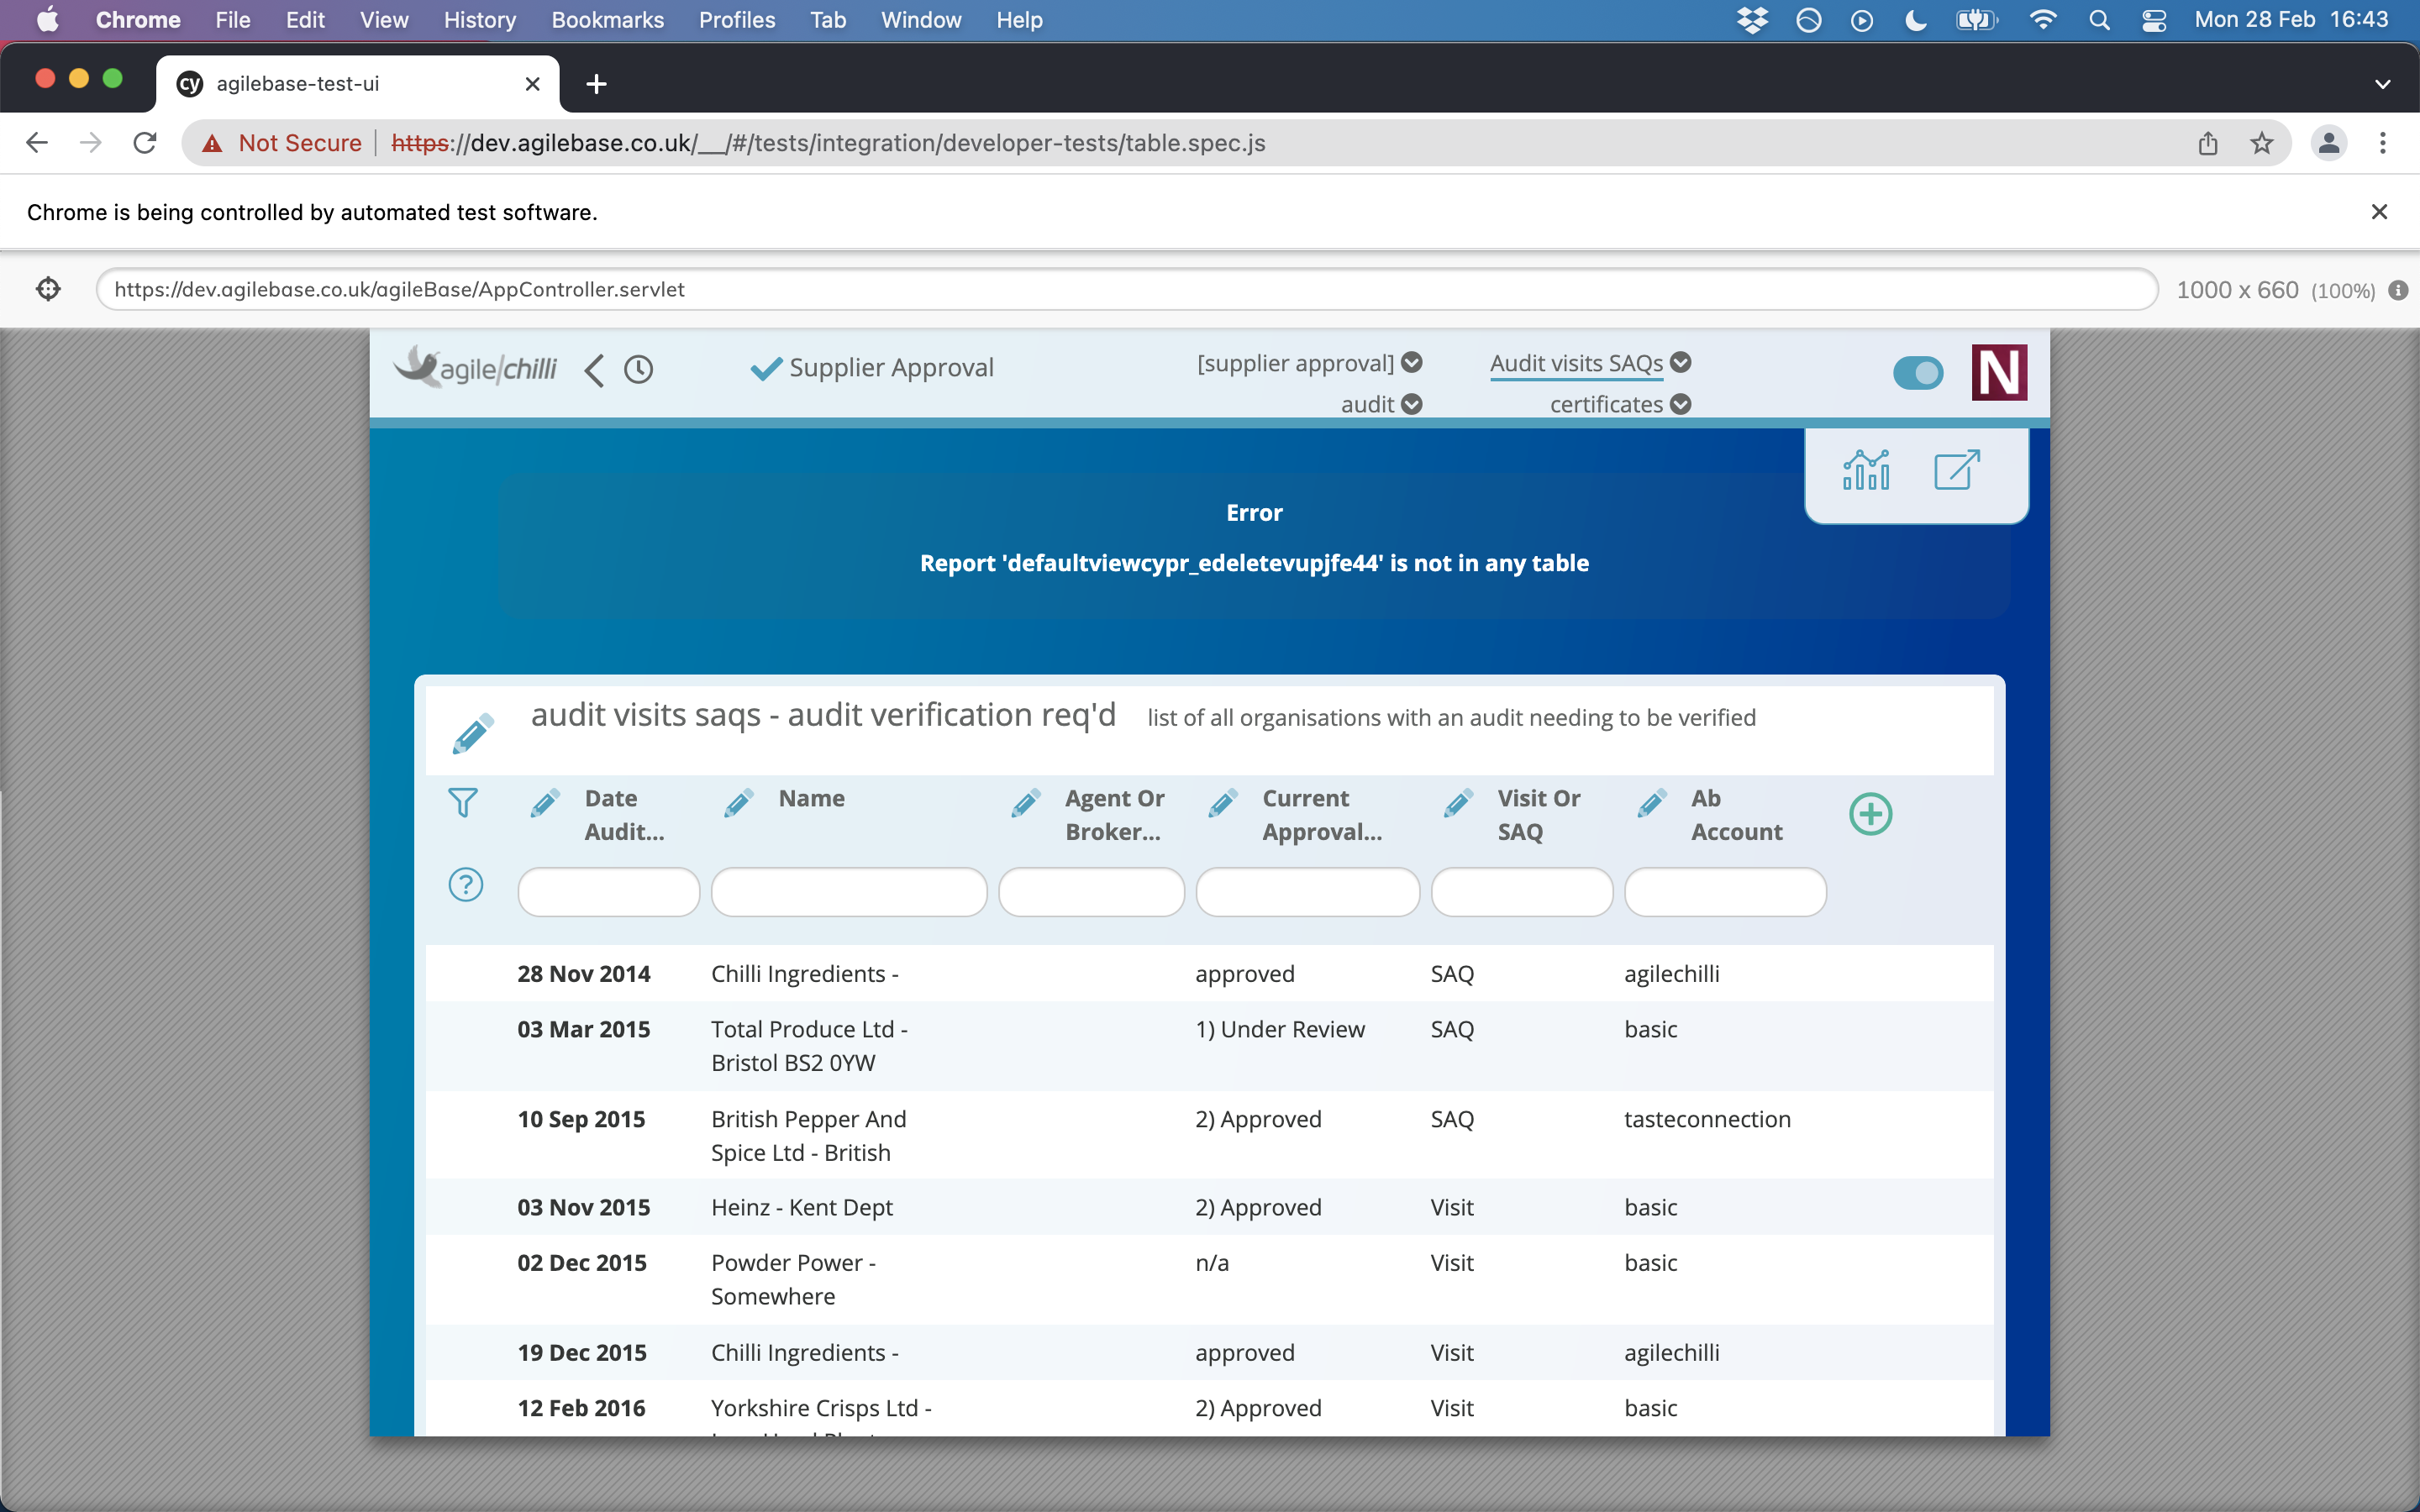 Chrome File Edit View History Bookmarks Profiles Tab Window Help Mon 28 Feb 16:43
cy agilebase-test-ui
Not Secure https://dev.agilebase.co.uk/__/#/tests/integration/developer-tests/table.spec.js
Chrome is being controlled by automated test software.
https://dev.agilebase.co.uk/agileBase/AppController.servlet 1000 x 660 (100%)
agile/chilli Supplier Approval [supplier approval] Audit visits SAQs N
audit certificates
Error
Report 'defaultviewcypr_edeletevupjfe44' is not in any table
audit visits saqs - audit verification req'd list of all organisations with an audit needing to be verified
Date Name Agent Or Current Visit Or Ab
Audit... Broker... Approval... SAQ Account
28 Nov 2014 Chilli Ingredients - approved SAQ agilechilli
03 Mar 2015 Total Produce Ltd - 1) Under Review SAQ basic
Bristol BS2 0YW
10 Sep 2015 British Pepper And 2) Approved SAQ tasteconnection
Spice Ltd - British
03 Nov 2015 Heinz - Kent Dept 2) Approved Visit basic
02 Dec 2015 Powder Power - n/a Visit basic
Somewhere
19 Dec 2015 Chilli Ingredients - approved Visit agilechilli
12 Feb 2016 Yorkshire Crisps Ltd - 2) Approved Visit basic